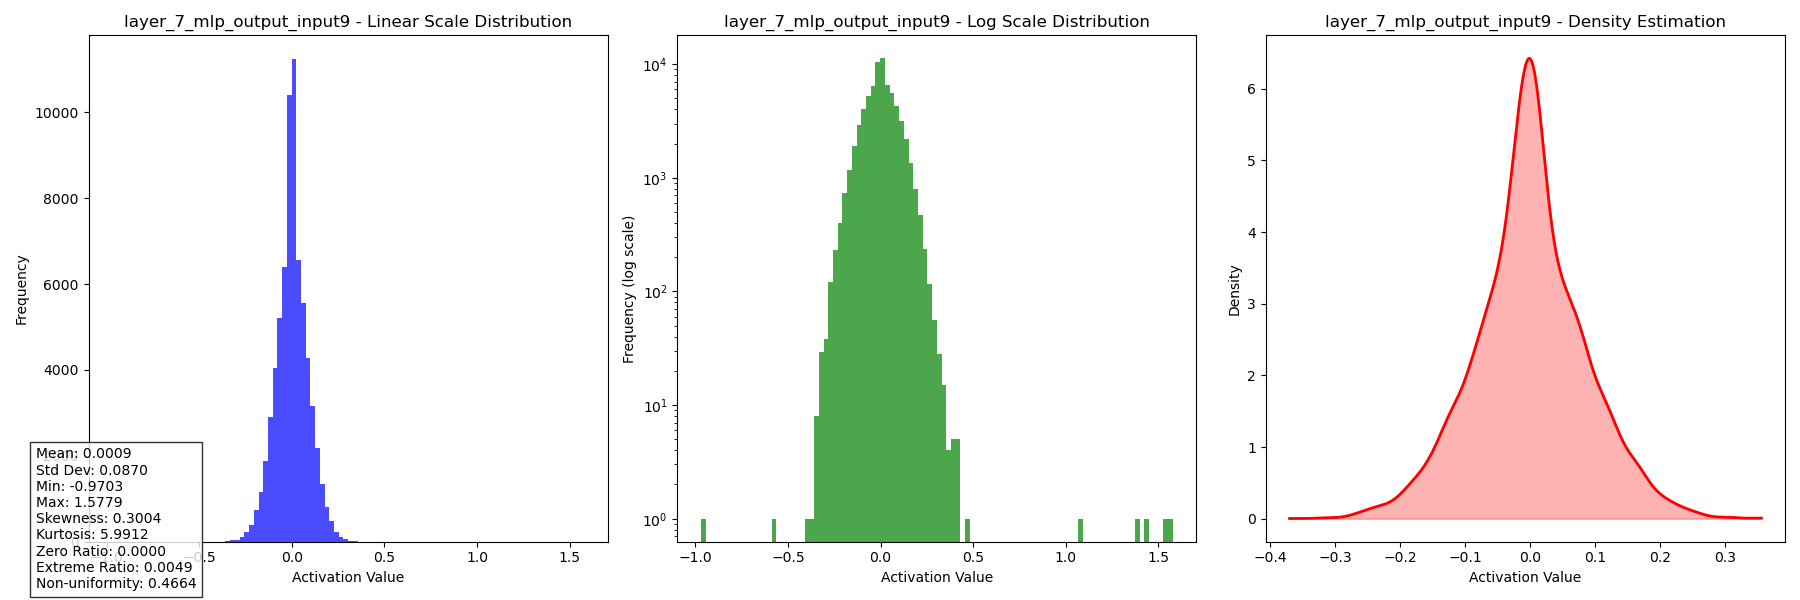 layer_7_mlp_output_input9 - Linear Scale Distribution
Frequency
10000
8000
6000
4000
0.0
0.5
1.0
1.5
Activation Value
Mean: 0.0009
Std Dev: 0.0870
Min: -0.9703
Max: 1.5779
Skewness: 0.3004
Kurtosis: 5.9912
Zero Ratio: 0.0000
Extreme Ratio: 0.0049
Non-uniformity: 0.4664
layer_7_mlp_output_input9 - Log Scale Distribution
Frequency (log scale)
10⁴
10³
10²
10¹
10⁰
−1.0
−0.5
0.0
0.5
1.0
1.5
Activation Value
layer_7_mlp_output_input9 - Density Estimation
Density
6
5
4
3
2
1
0
−0.4
−0.3
−0.2
−0.1
0.0
0.1
0.2
0.3
Activation Value